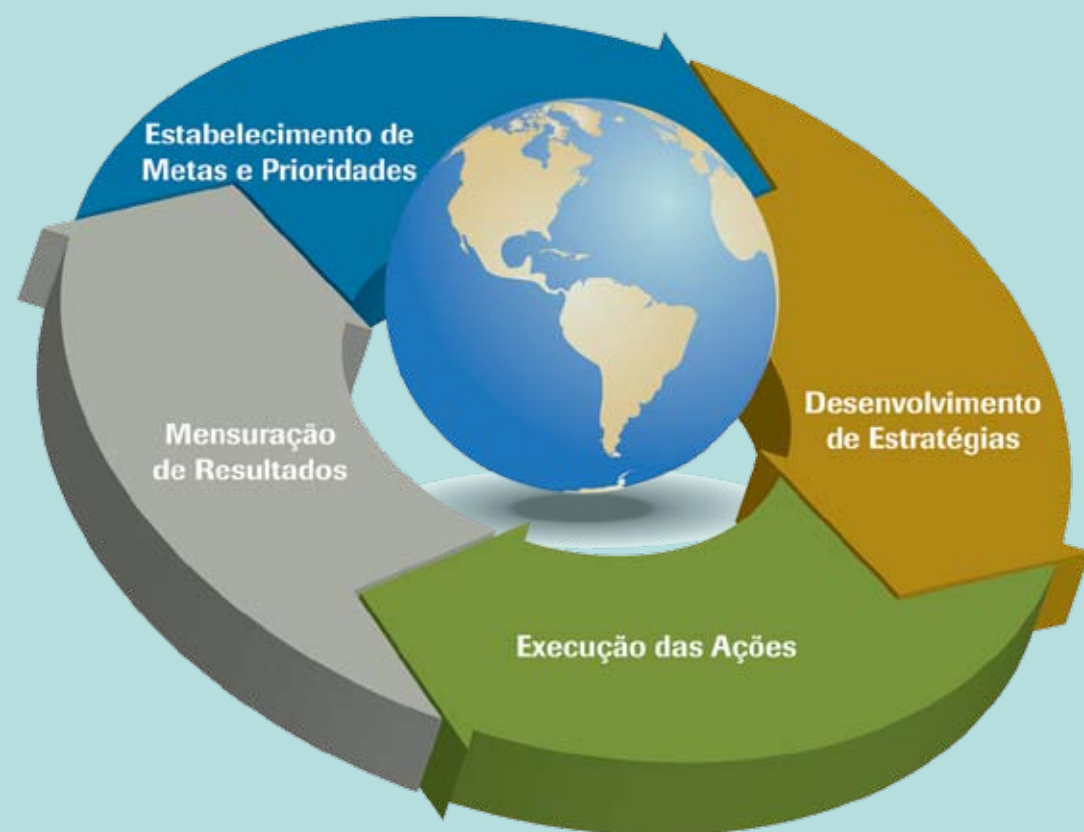 Estabelecimento de
Metas e Prioridades
Desenvolvimento
de Estratégias
Execução das Ações
Mensuração
de Resultados